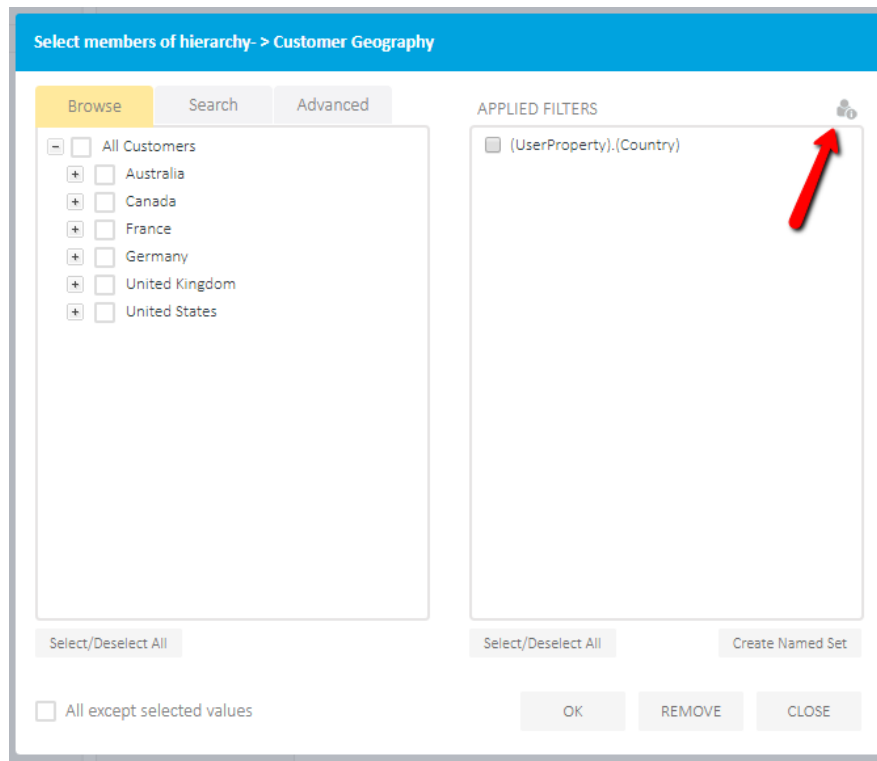 Select members of hierarchy- > Customer Geography
Browse Search Advanced
All Customers
Australia
Canada
France
Germany
United Kingdom
United States
Select/Deselect All
APPLIED FILTERS
(UserProperty).(Country)
Select/Deselect All Create Named Set
All except selected values
OK REMOVE CLOSE